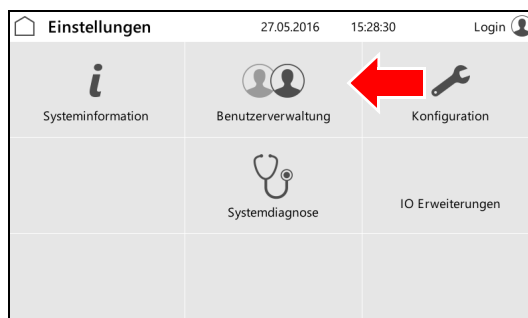 Einstellungen 27.05.2016 15:28:30 Login
Systeminformation Benutzerverwaltung Konfiguration
Systemdiagnose IO Erweiterungen